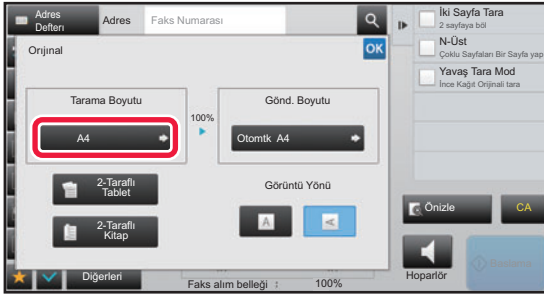 Adres
Defteri
Adres
Faks Numarası
İki Sayfa Tara
2 sayfaya böl
N-Üst
Çoklu Sayfaları Bir Sayfa yap
Yavaş Tara Mod
İnce Kağıt Orijinali tara
Orijinal
OK
Tarama Boyutu
A4
100%
Gönd. Boyutu
Otomtk A4
2-Taraflı
Tablet
2-Taraflı
Kitap
Görüntü Yönü
A
A
Önizle
CA
Hoparlör
Başlatma
Diğerleri
Faks alım belleği : 100%